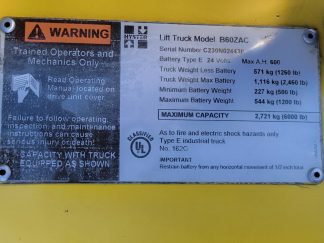 WARNING
Trained Operators and
Mechanics Only
Read Operating
Manual located on
drive unit cover
Failure to follow operating,
inspection, and maintenance
instructions can cause
serious injury or death!
CAPACITY WITH TRUCK
EQUIPPED AS SHOWN
HYSTER
Lift Truck Model B60ZAC
Serial Number
Battery Type E 24 Volts Max A.H. 600
Truck Weight Less Battery 571 kg (1260 lb)
Truck Weight Max Battery 1,116 kg (2,460 lb)
Minimum Battery Weight 227 kg (500 lb)
Maximum Battery Weight 544 kg (1200 lb)
MAXIMUM CAPACITY 2,721 kg (6000 lb)
UL
CLASSIFIED
As to fire and electric shock hazards only
Type E industrial truck
No. 162C
IMPORTANT
Restrain battery from any horizontal movement of 1/2 inch total